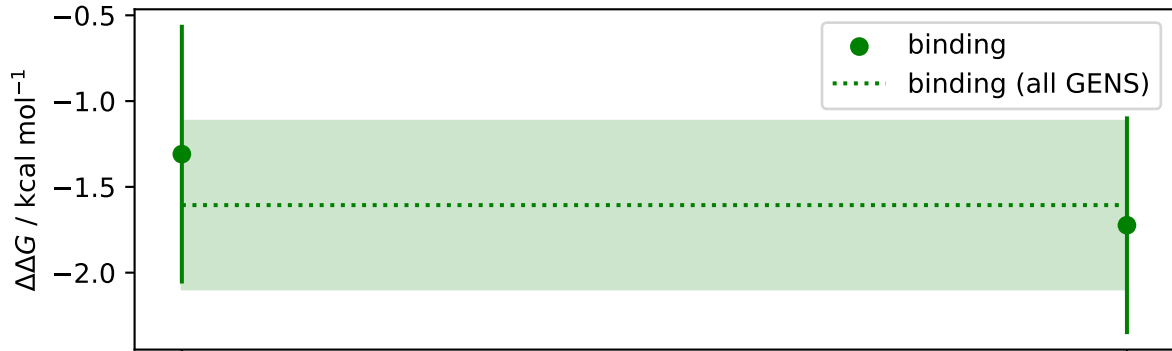 −0.5
−1.0
−1.5
−2.0
ΔΔG / kcal mol⁻¹
binding
binding (all GENS)